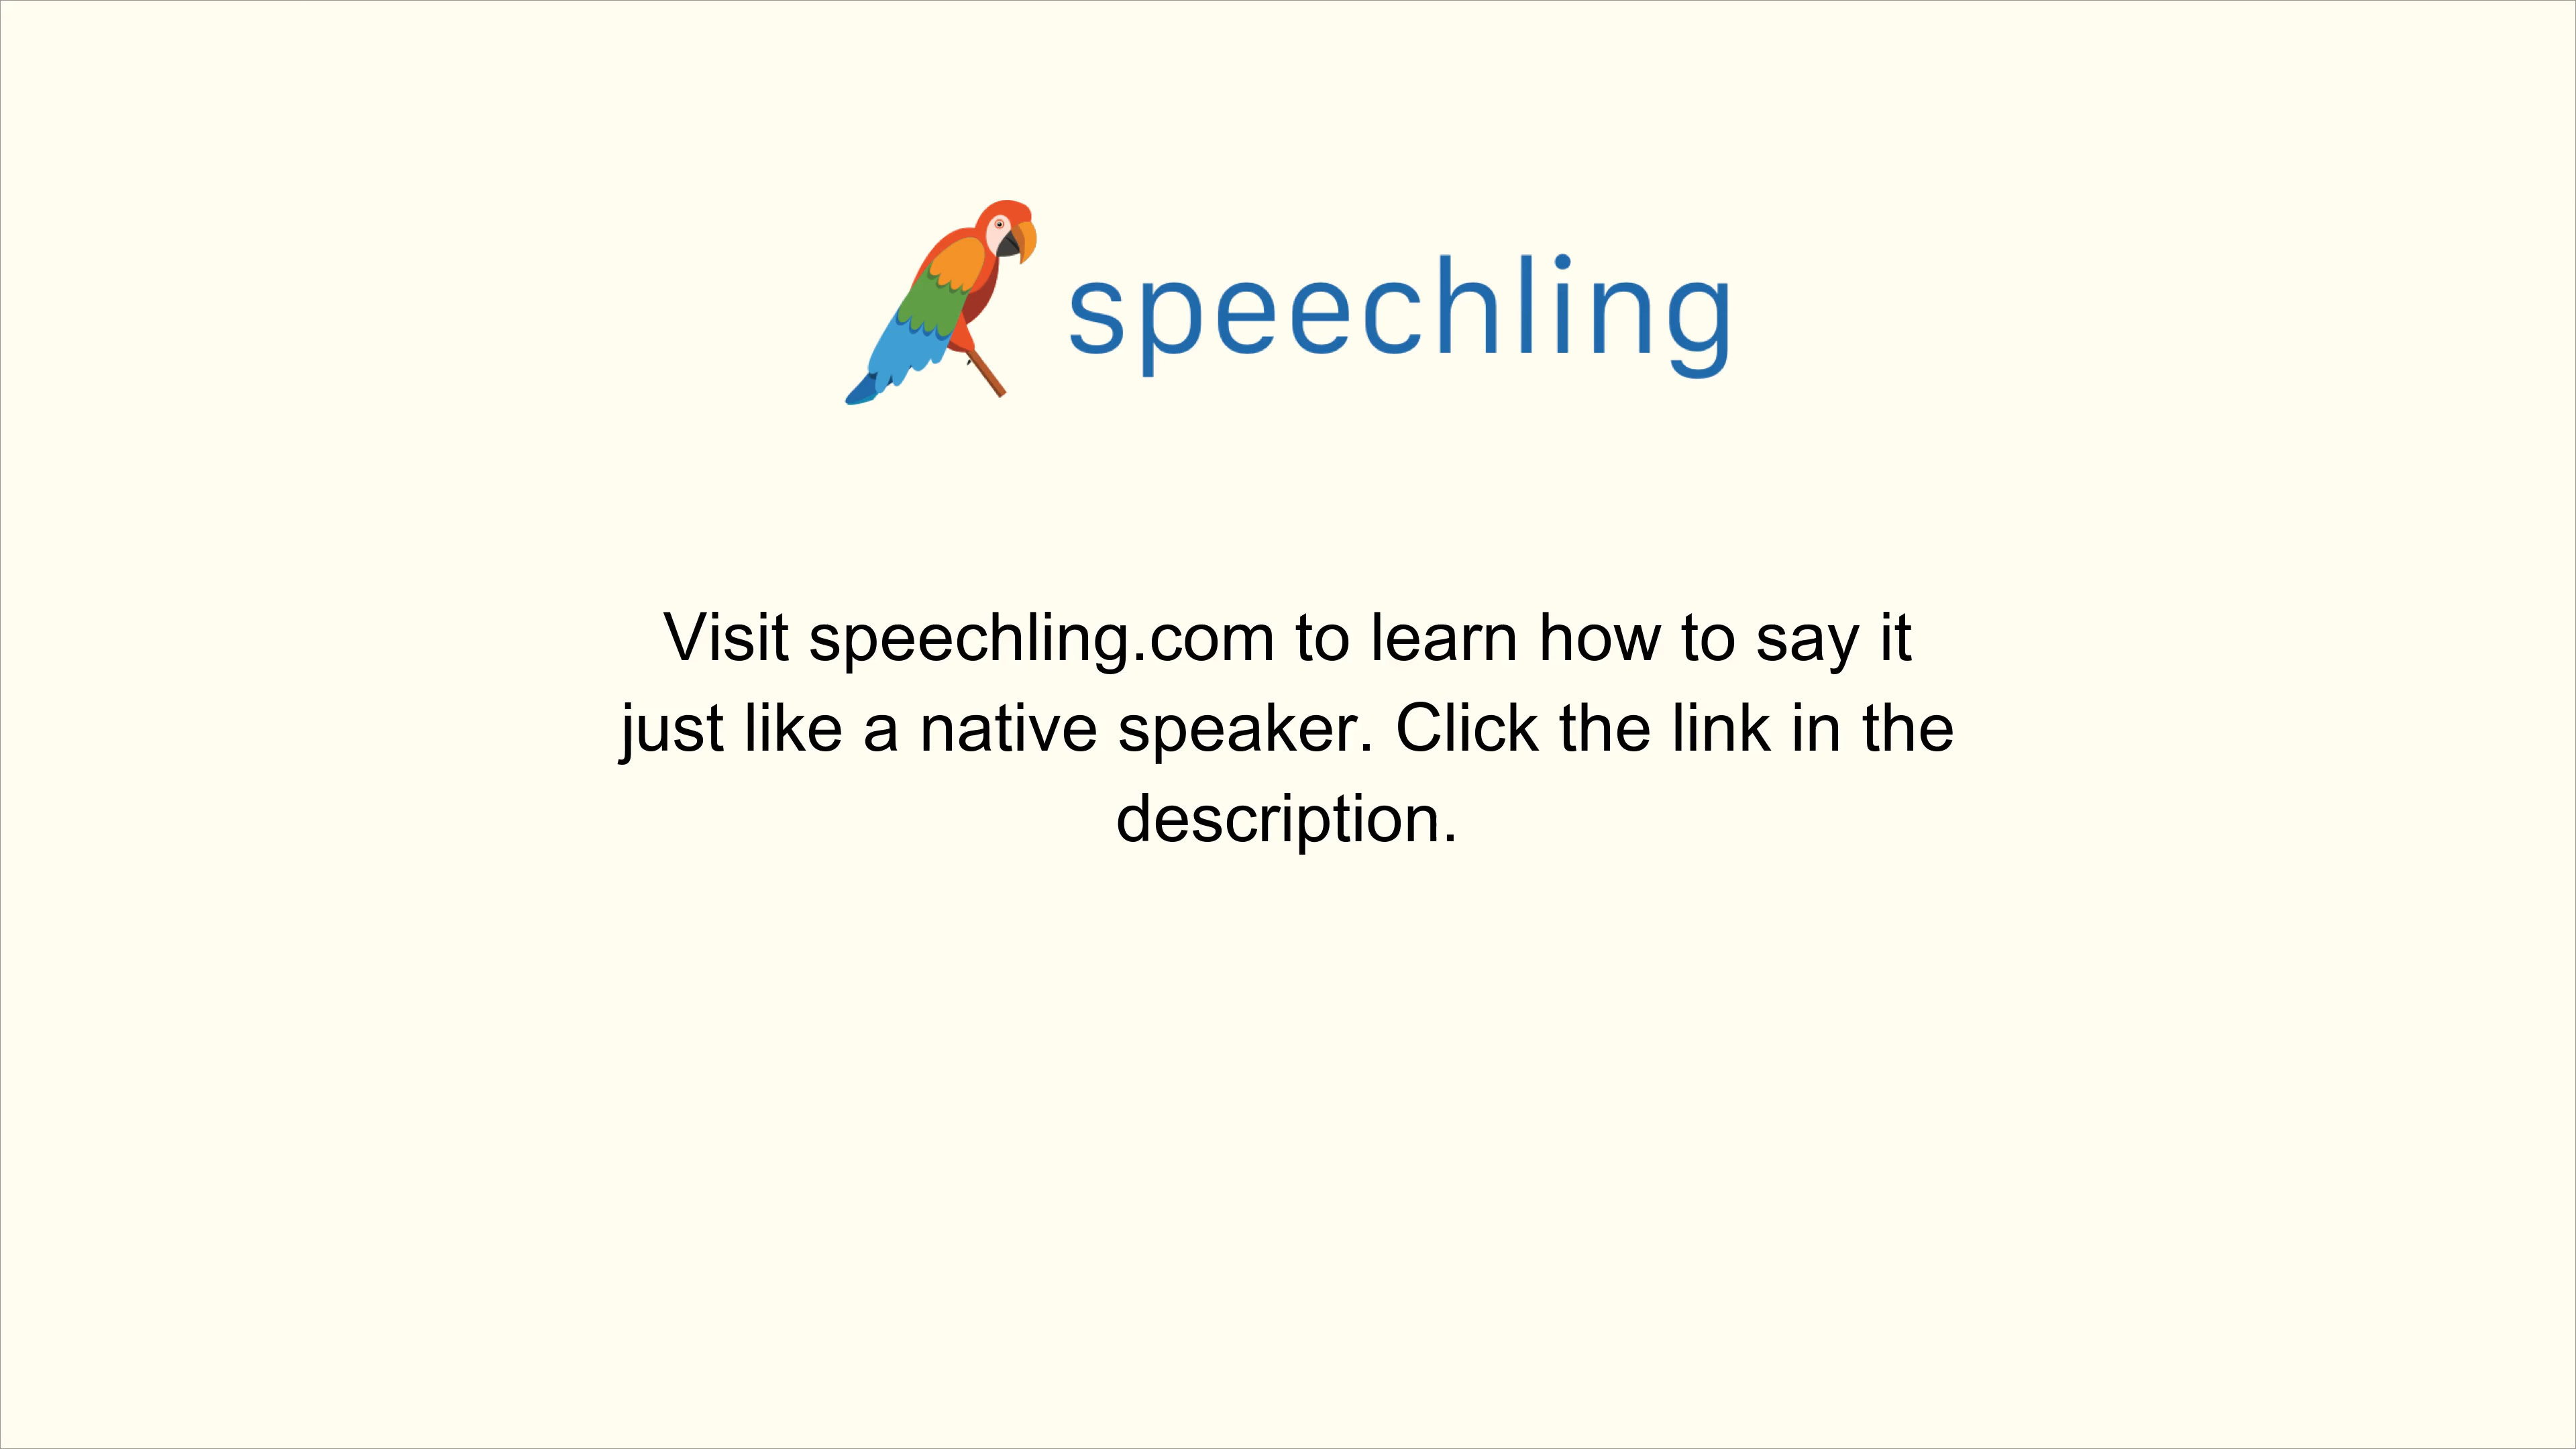 speechling
Visit speechling.com to learn how to say it
just like a native speaker. Click the link in the
description.